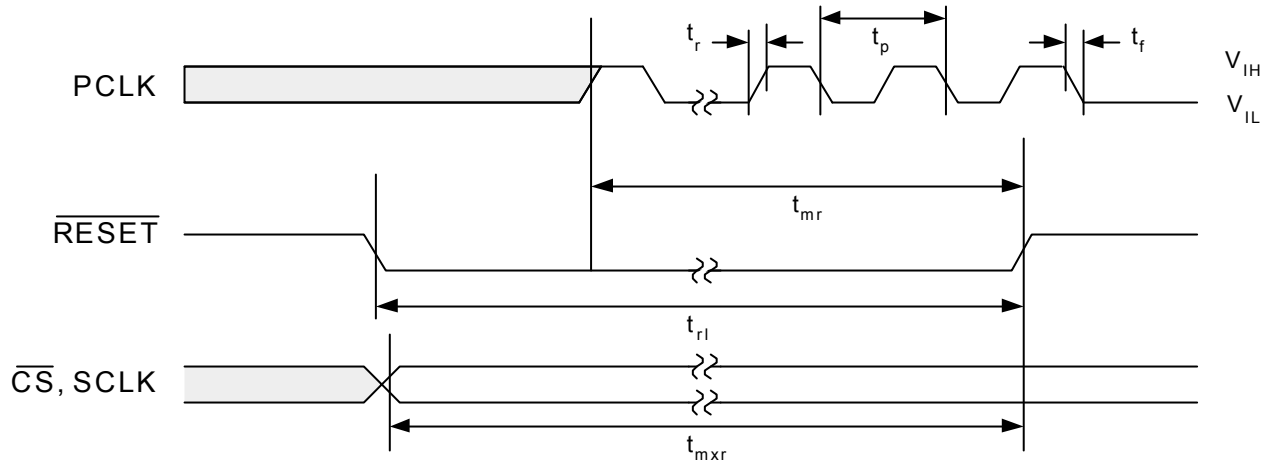 t_r
t_p
t_f
PCLK
V_IH
V_IL
t_mr
RESET
t_rl
CS, SCLK
t_mxr